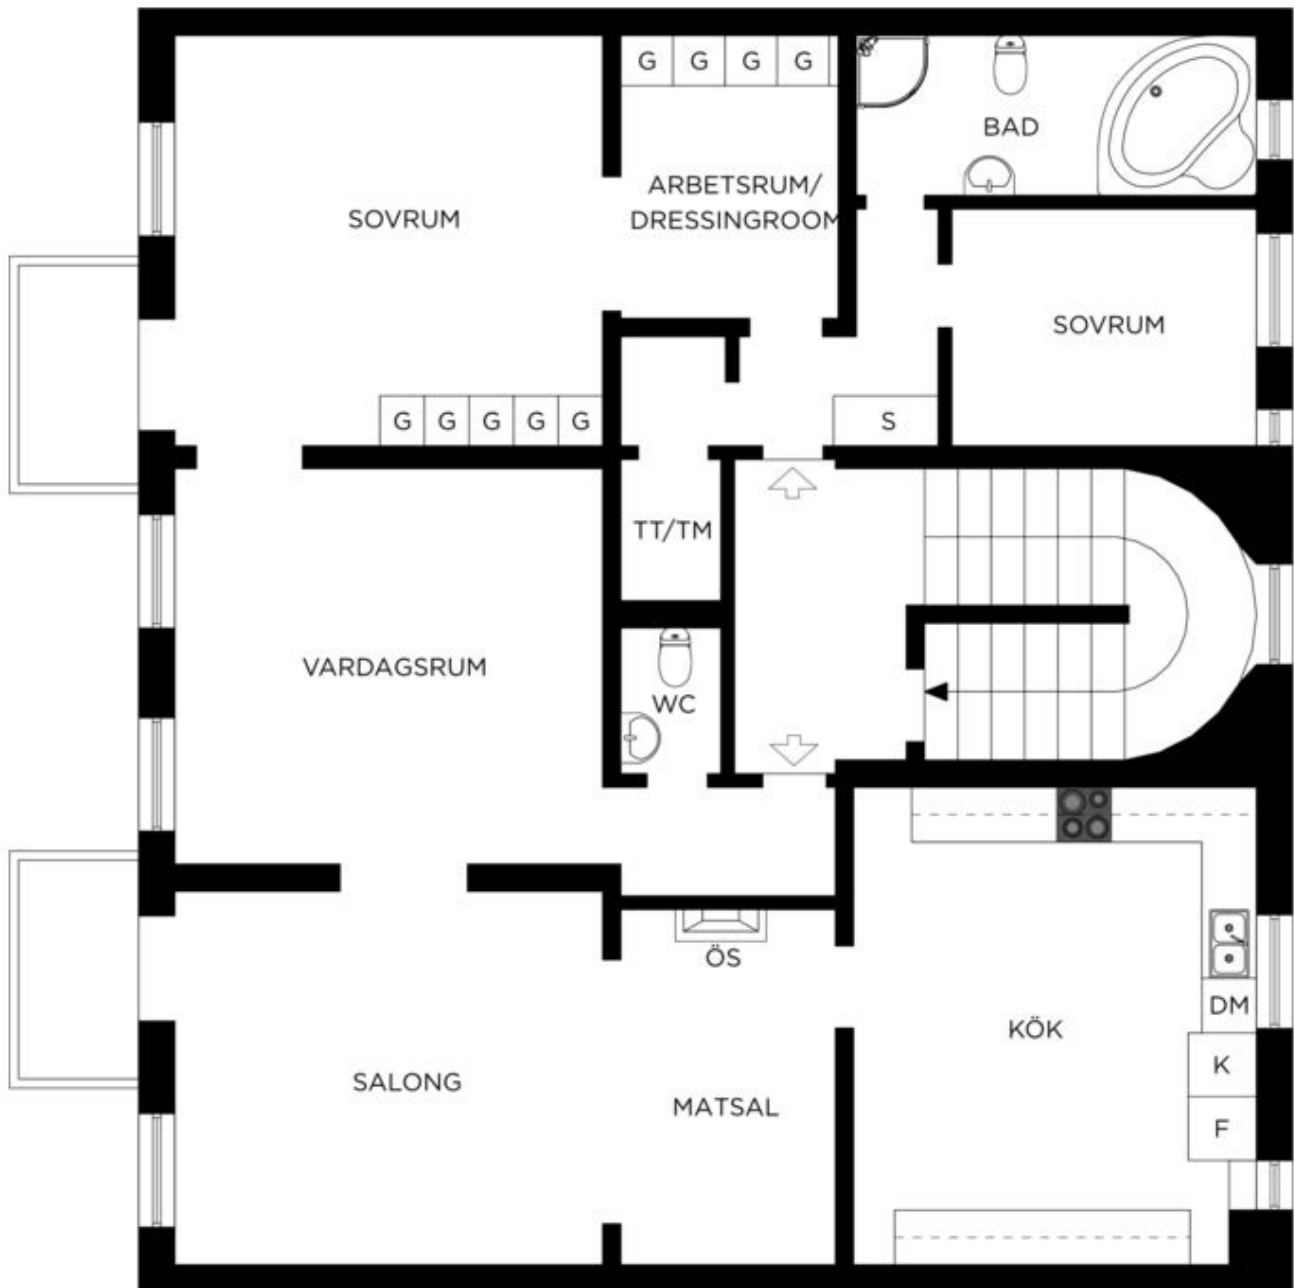 G G G G
BAD
ARBETSRUM/
DRESSINGROOM
SOVRUM
SOVRUM
G G G G G
S
TT/TM
VARDAGSRUM
WC
ÖS
DM
KÖK
K
SALONG
MATSAL
F